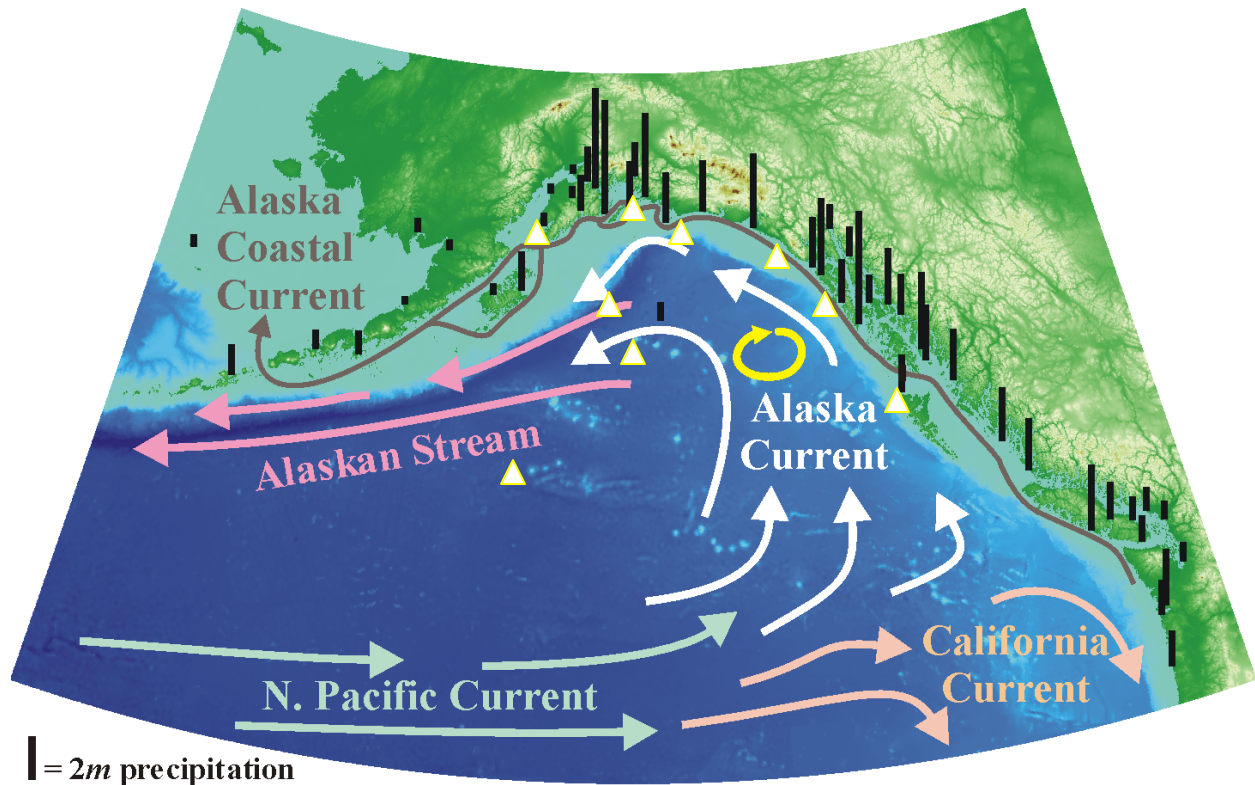 Alaska
Coastal
Current
Alaska
Current
Alaskan Stream
California
Current
N. Pacific Current
= 2m precipitation